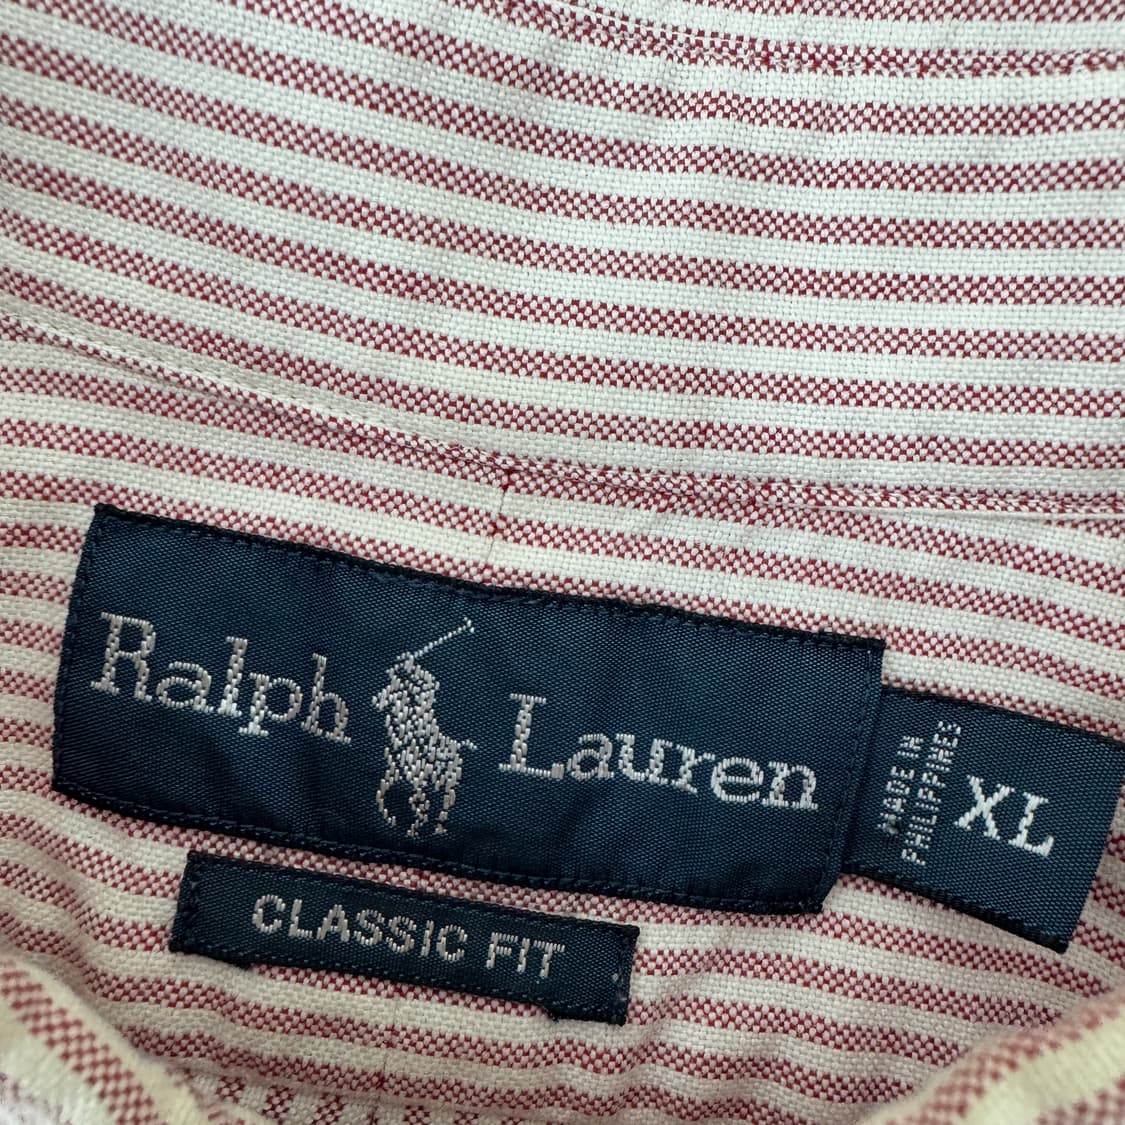 Ralph Lauren
MADE IN
PHILIPPINES
XL
CLASSIC FIT